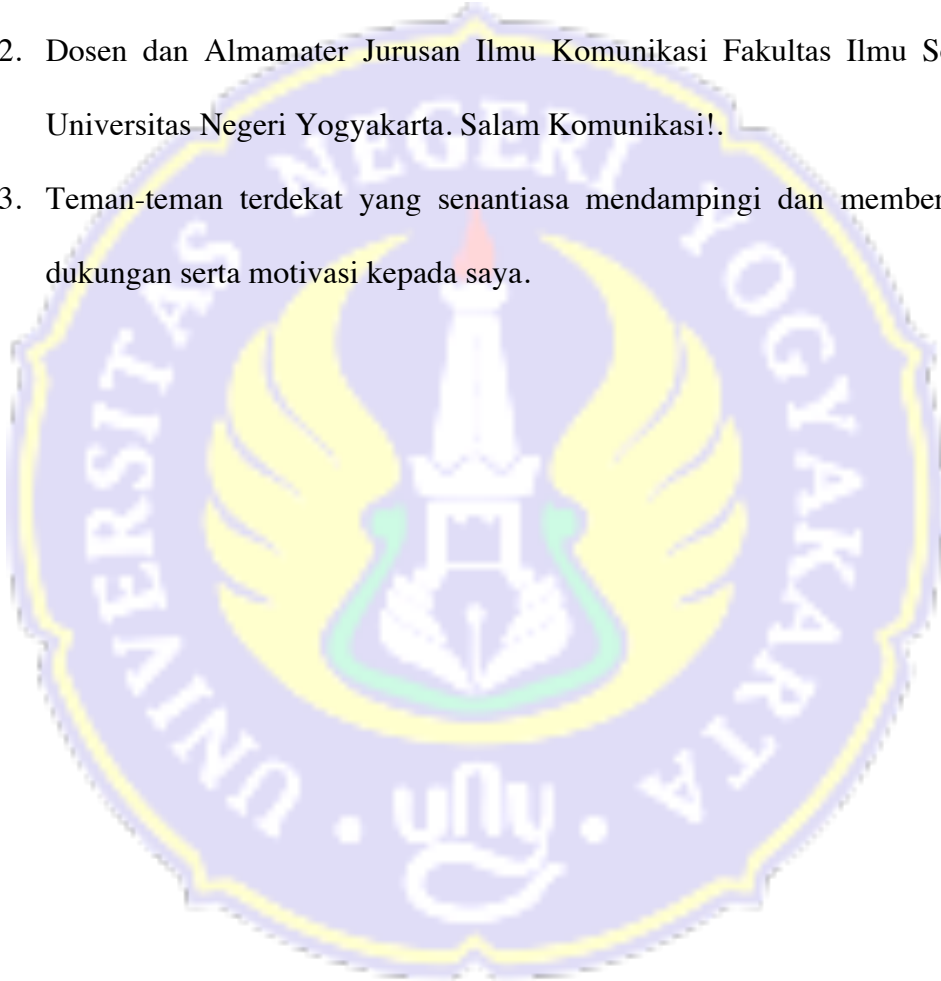 2. Dosen dan Almamater Jurusan Ilmu Komunikasi Fakultas Ilmu
Universitas Negeri Yogyakarta. Salam Komunikasi!.
3. Teman-teman terdekat yang senantiasa mendampingi dan
dukungan serta motivasi kepada saya.
UNIVERSITAS NEGERI YOGYAKARTA
uny